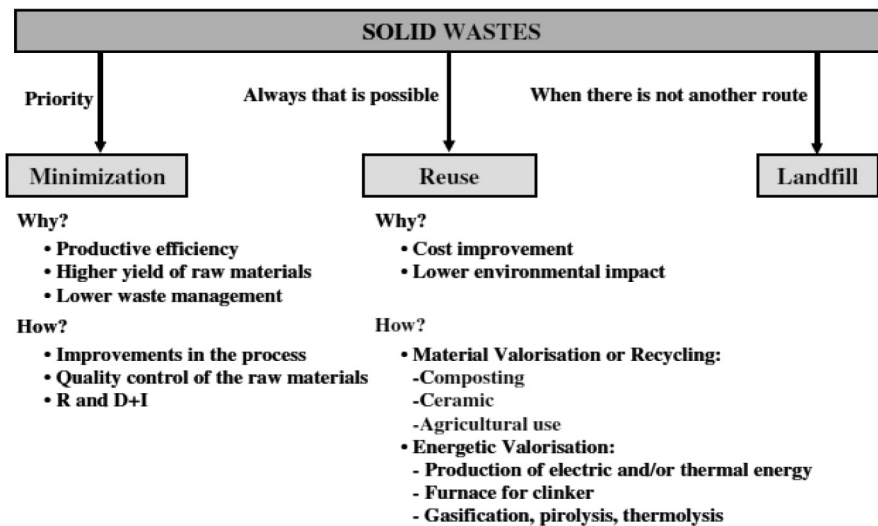 SOLID WASTES
Priority
Always that is possible
When there is not another route
Minimization
Reuse
Landfill
Why?
• Productive efficiency
• Higher yield of raw materials
• Lower waste management
How?
• Improvements in the process
• Quality control of the raw materials
• R and D+I
Why?
• Cost improvement
• Lower environmental impact
How?
• Material Valorisation or Recycling:
-Composting
-Ceramic
-Agricultural use
• Energetic Valorisation:
- Production of electric and/or thermal energy
- Furnace for clinker
- Gasification, pirolysis, thermolysis